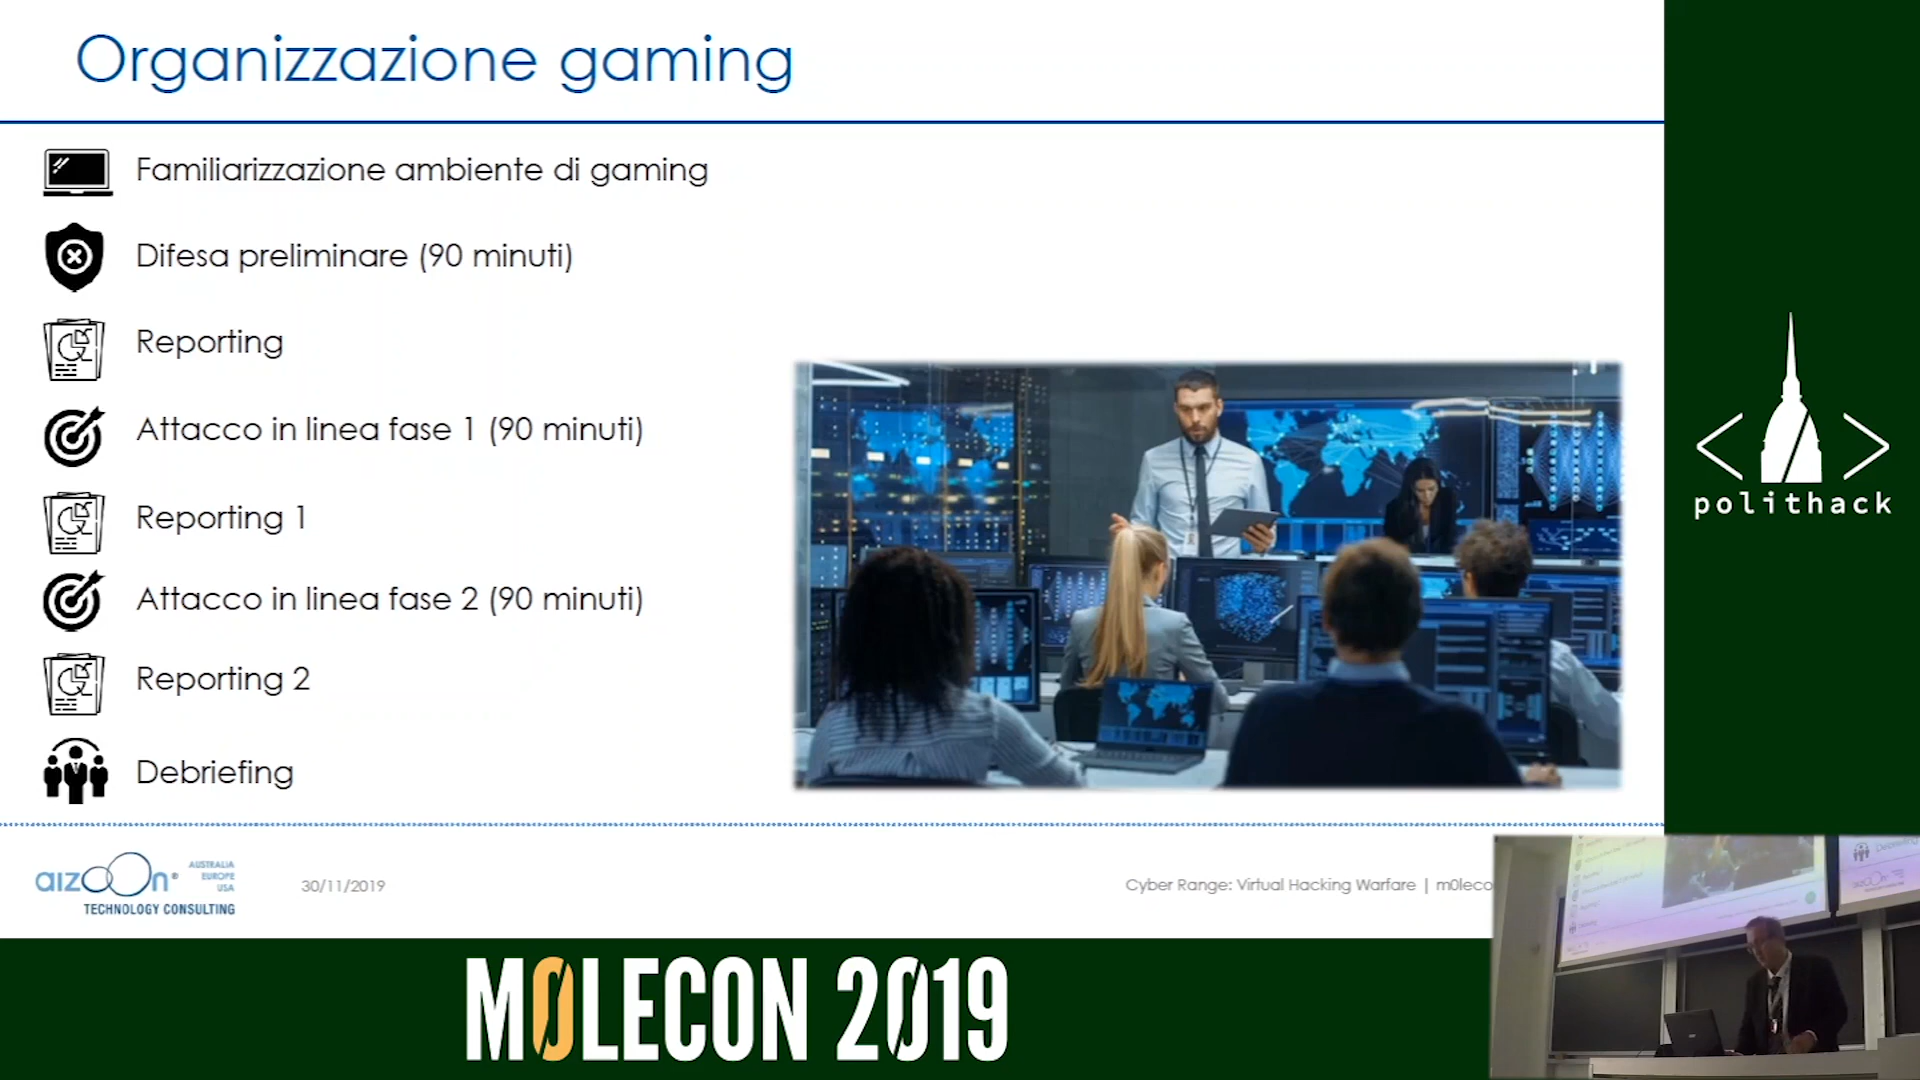 Organizzazione gaming
Familiarizzazione ambiente di gaming
Difesa preliminare (90 minuti)
Reporting
Attacco in linea fase 1 (90 minuti)
Reporting 1
Attacco in linea fase 2 (90 minuti)
Reporting 2
Debriefing
aizoOn®
AUSTRALIA
EUROPE
USA
TECHNOLOGY CONSULTING
30/11/2019
Cyber Range: Virtual Hacking Warfare | m0leco
< >
polithack
M0LECON 2019